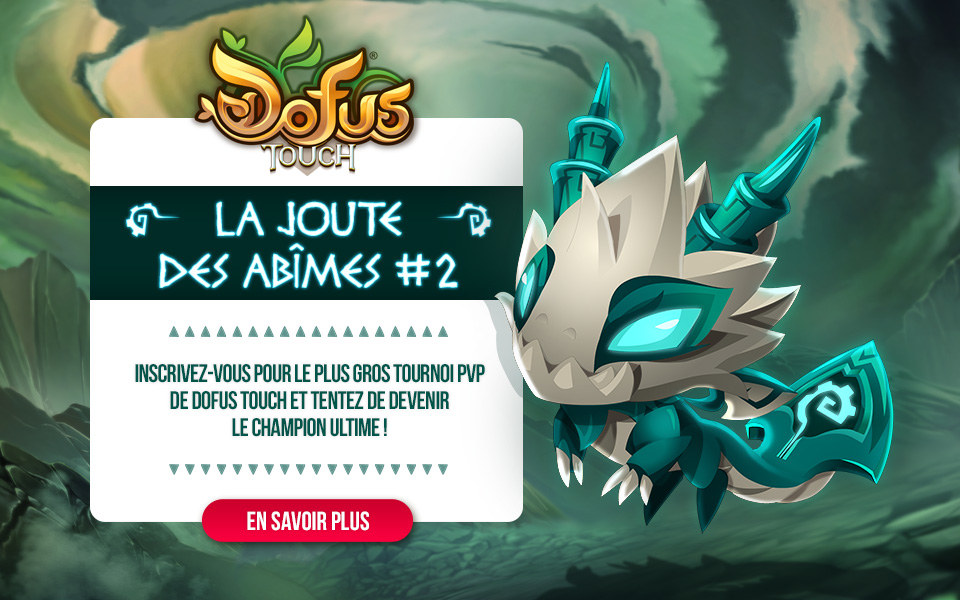 DOFUS
TOUCH
LA JOUTE
DES ABÎMES #2
INSCRIVEZ-VOUS POUR LE PLUS GROS TOURNOI PVP
DE DOFUS TOUCH ET TENTEZ DE DEVENIR
LE CHAMPION ULTIME !
EN SAVOIR PLUS